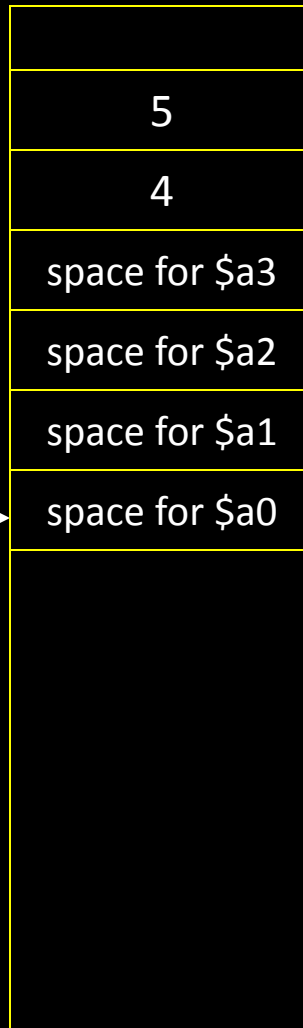 5
4
space for $a3
space for $a2
space for $a1
space for $a0